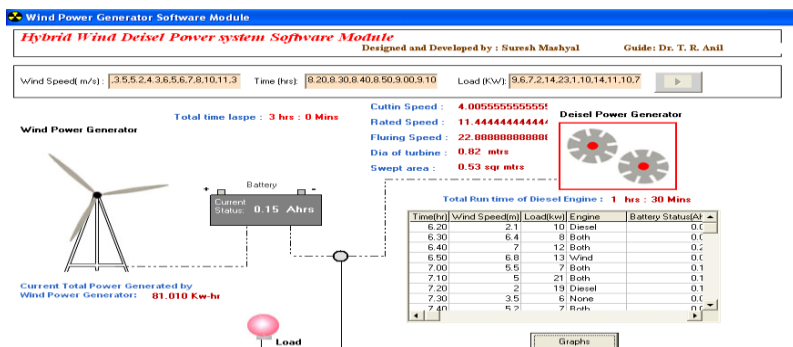 Wind Power Generator Software Module
Hybrid Wind Deisel Power system Software Module
Designed and Developed by : Suresh Mashyal Guide: Dr. T. R. Anil
Wind Speed( m/s) : ,3.5,5.2,4.3,6,5,6,7,8,10,11,3 Time (hrs): 8.20,8.30,8.40,8.50,9.00,9.10 Load (KW): 9,6,7,2,14,23,1,10,14,11,10,7
Total time laspe : 3 hrs : 0 Mins
Cuttin Speed : 4.0055555555555
Rated Speed : 11.44444444444
Fluring Speed : 22.8888888888
Dia of turbine : 0.82 mtrs
Swept area : 0.53 sqr mtrs
Deisel Power Generator
Wind Power Generator
Battery
+ -
Current Status: 0.15 Ahrs
Total Run time of Diesel Engine : 1 hrs : 30 Mins
Time(hr) Wind Speed(m) Load(kw) Engine Battery Status(Ah
6.20 2.1 10 Diesel 0.0
6.30 6.4 8 Both 0.0
6.40 7 12 Both 0.2
6.50 6.8 13 Wind 0.0
7.00 5.5 7 Both 0.1
7.10 5 21 Both 0.1
7.20 2 19 Diesel 0.1
7.30 3.5 6 None 0.0
7.40 5.2 7 Both
Current Total Power Generated by
Wind Power Generator: 81.010 Kw-hr
Load
Graphs